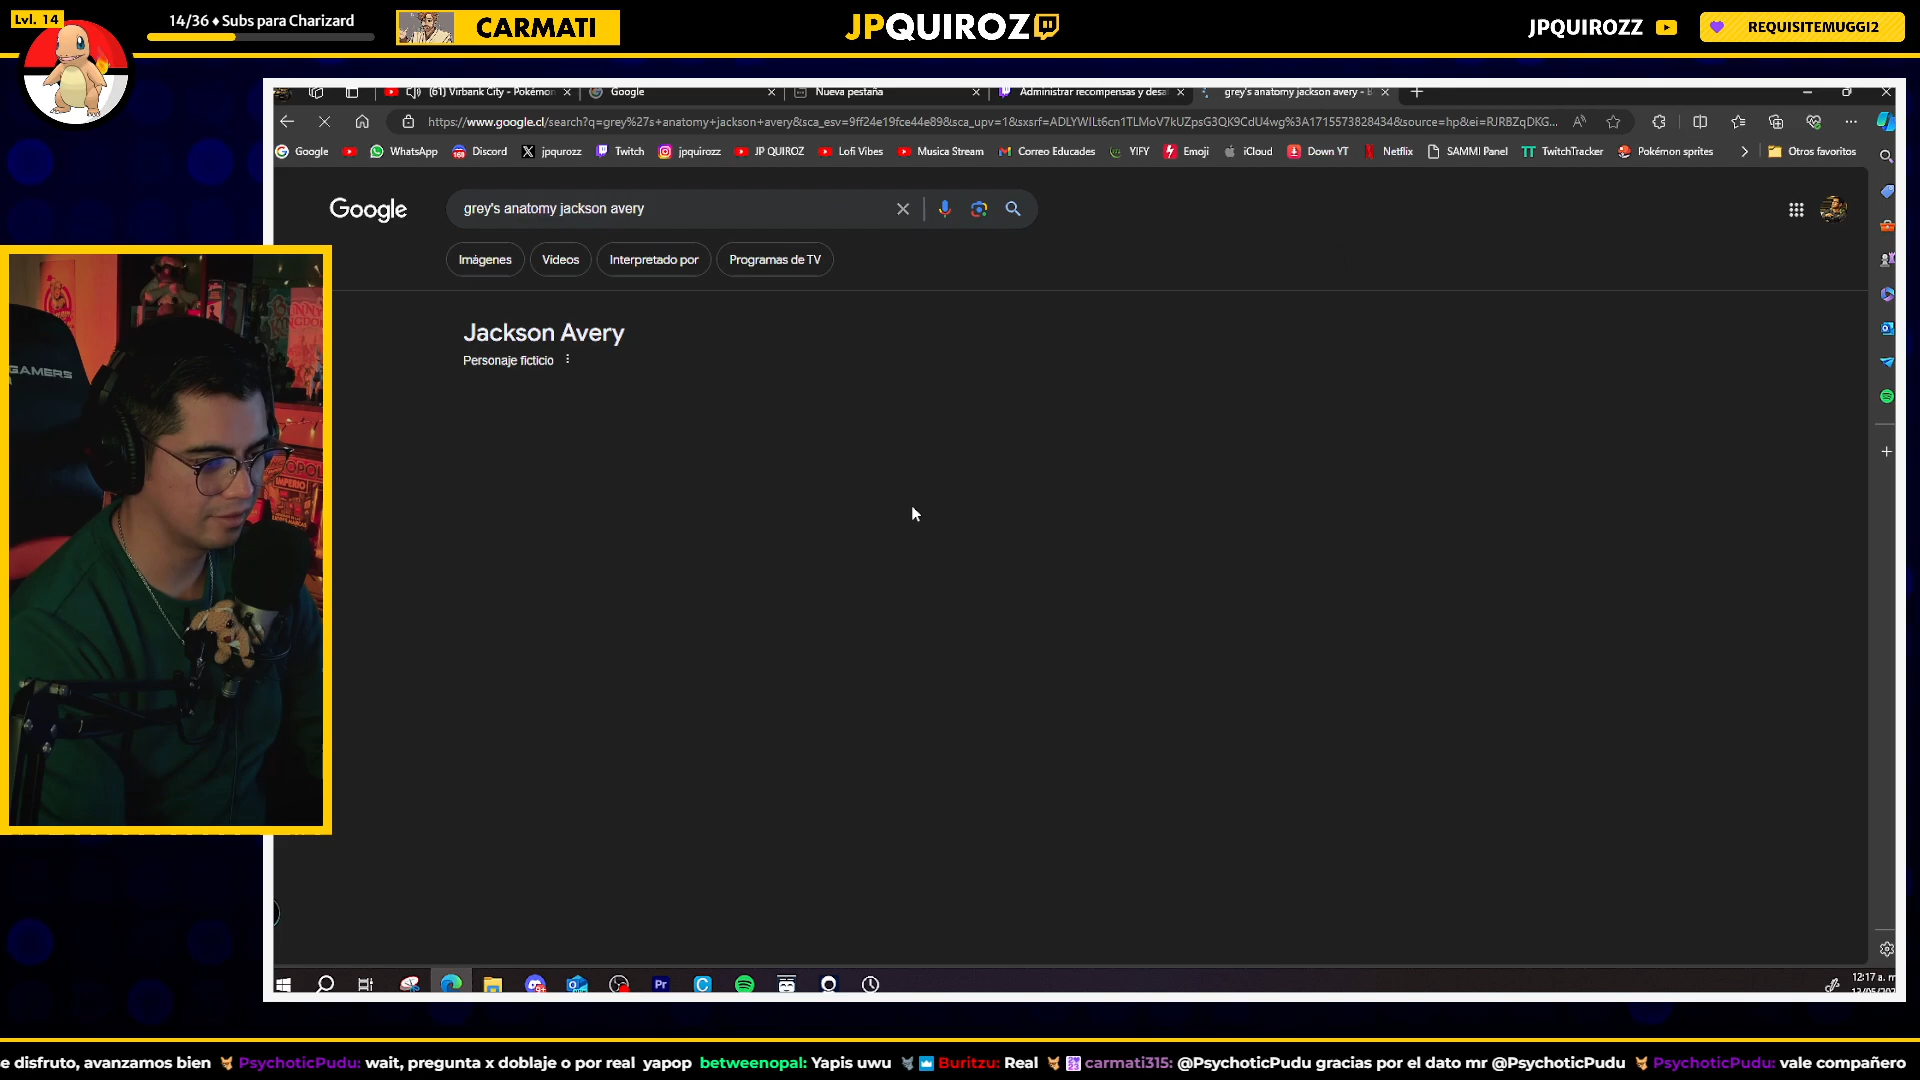 Lvl. 14
14/36 ♦ Subs para Charizard
CARMATI
JPQUIROZ
JPQUIROZZ
REQUISITEMUGGI2
(61) Virbank City - Pokémon
Google
Nueva pestaña
Administrar recompensas y desa
grey's anatomy jackson avery - B
https://www.google.cl/search?q=grey%27s+anatomy+jackson+avery&sca_esv=9ff24e19fce44e89&sca_upv=1&sxsrf=ADLYWILt6cn1TLMoV7kUZpsG3QK9CdU4wg%3A1715573828434&source=hp&ei=RJRBZqDKG...
Google
WhatsApp
Discord
jpqurozz
Twitch
jpquirozz
JP QUIROZ
Lofi Vibes
Musica Stream
Correo Educades
YIFY
Emoji
iCloud
Down YT
Netflix
SAMMI Panel
TwitchTracker
Pokémon sprites
Otros favoritos
Google
grey's anatomy jackson avery
Imágenes
Videos
Interpretado por
Programas de TV
Jackson Avery
Personaje ficticio
GAMERS
IMPERIO
12:17 a. m
e disfruto, avanzamos bien PsychoticPudu: wait, pregunta x doblaje o por real yapop betweenopal: Yapis uwu Buritzu: Real carmati315: @PsychoticPudu gracias por el dato mr @PsychoticPudu PsychoticPudu: vale compañero